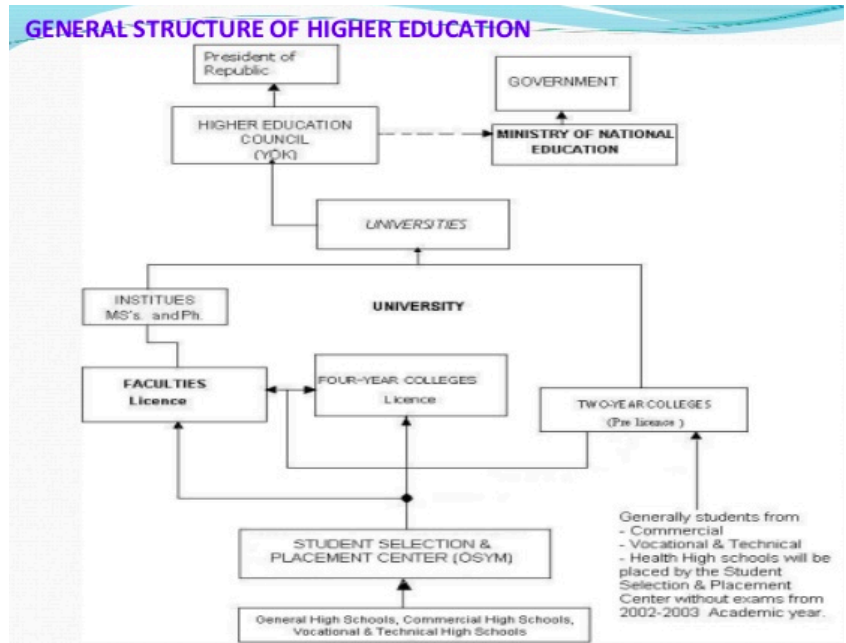 GENERAL STRUCTURE OF HIGHER EDUCATION
President of
Republic
GOVERNMENT
HIGHER EDUCATION
COUNCIL
(YOK)
MINISTRY OF NATIONAL
EDUCATION
UNIVERSITIES
INSTITUES
MS's. and Ph.
UNIVERSITY
FACULTIES
Licence
FOUR-YEAR COLLEGES
Licence
TWO-YEAR COLLEGES
(Pre licence )
STUDENT SELECTION &
PLACEMENT CENTER (OSYM)
Generally students from
- Commercial
- Vocational & Technical
- Health High schools will be
placed by the Student
Selection & Placement
Center without exams from
2002-2003 Academic year.
General High Schools, Commercial High Schools,
Vocational & Technical High Schools